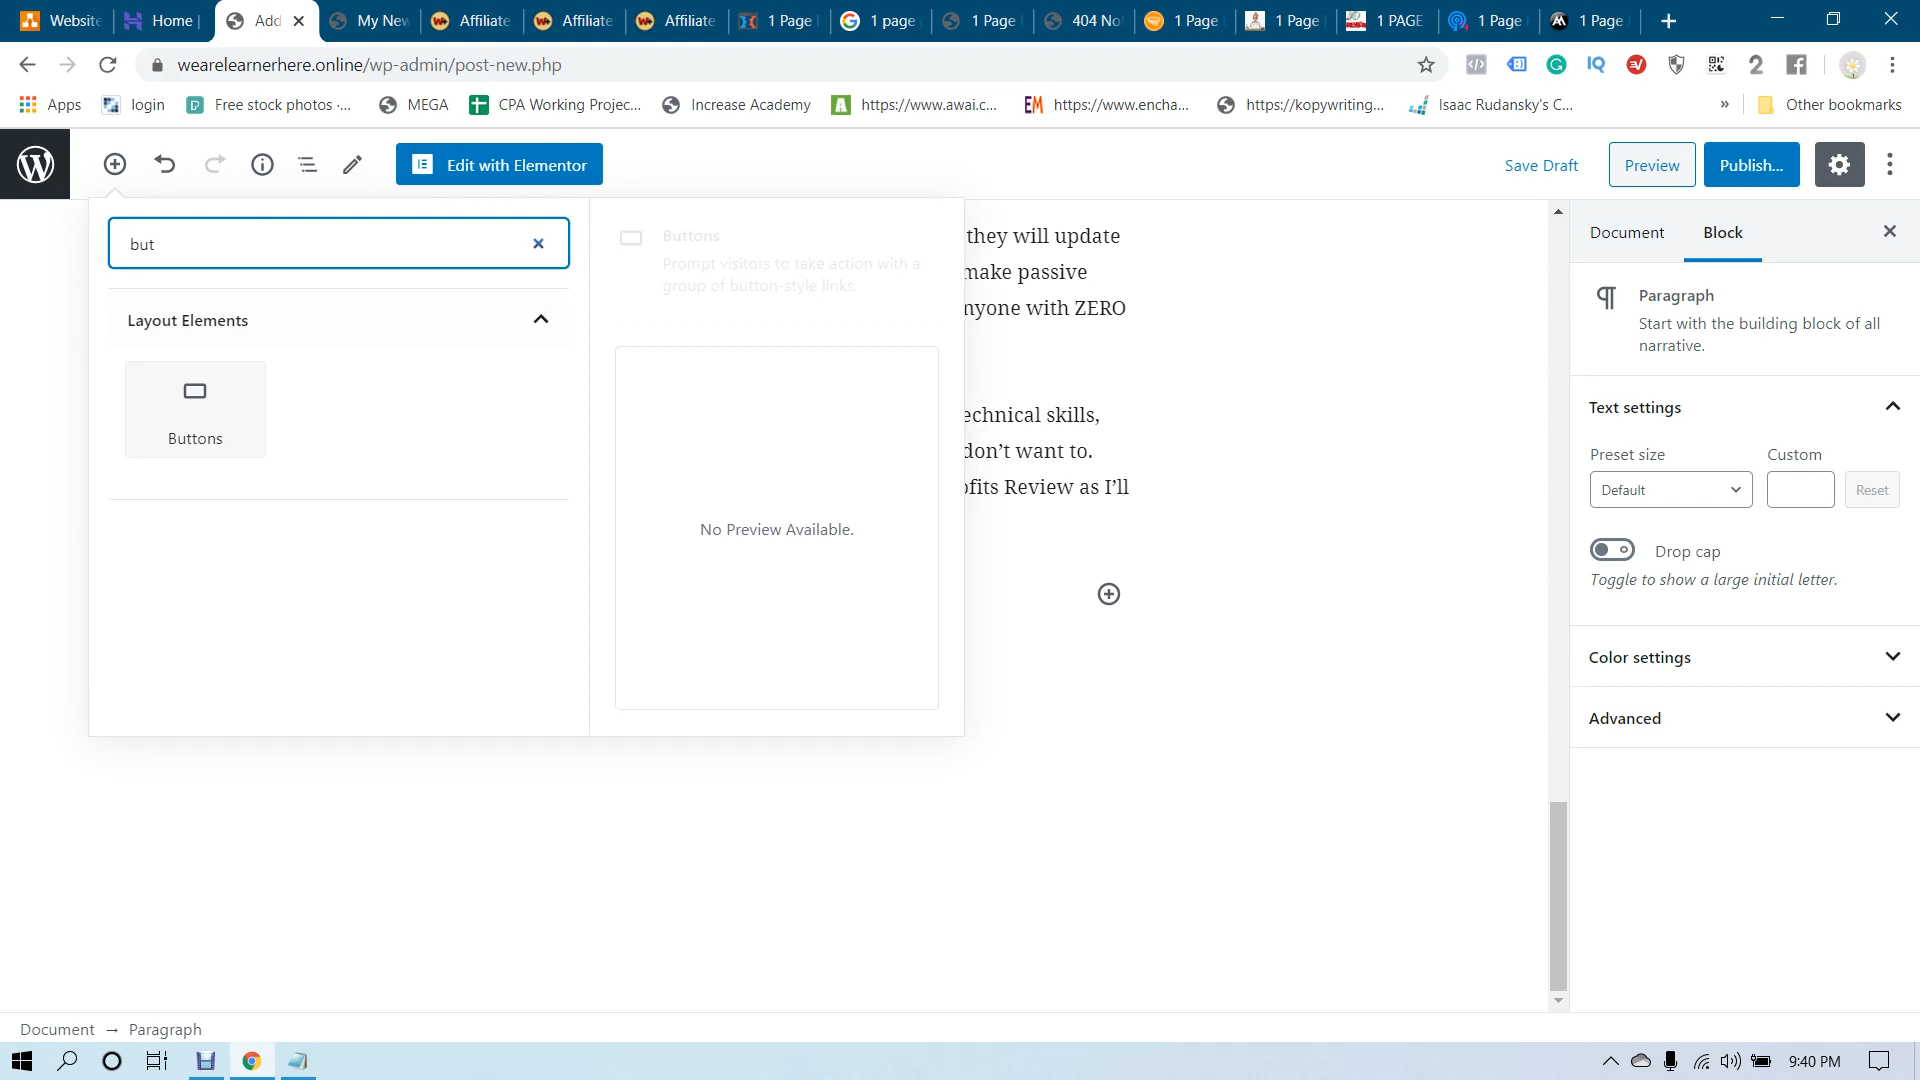 Website
Home
Add
My New
Affiliate
Affiliate
Affiliate
1 Page
1 page
1 Page
404 No
1 Page
1 Page
1 PAGE
1 Page
1 Page
wearelearnerhere.online/wp-admin/post-new.php
Apps
login
Free stock photos ·...
MEGA
CPA Working Projec...
Increase Academy
https://www.awai.c...
https://www.encha...
https://kopywriting...
Isaac Rudansky's C...
»
Other bookmarks
Edit with Elementor
Save Draft
Preview
Publish...
but
Layout Elements
Buttons
Buttons
Prompt visitors to take action with a
group of button-style links.
No Preview Available.
they will update
make passive
nyone with ZERO
echnical skills,
don’t want to.
ofits Review as I’ll
Document
Block
Paragraph
Start with the building block of all
narrative.
Text settings
Preset size
Custom
Default
Reset
Drop cap
Toggle to show a large initial letter.
Color settings
Advanced
Document → Paragraph
9:40 PM